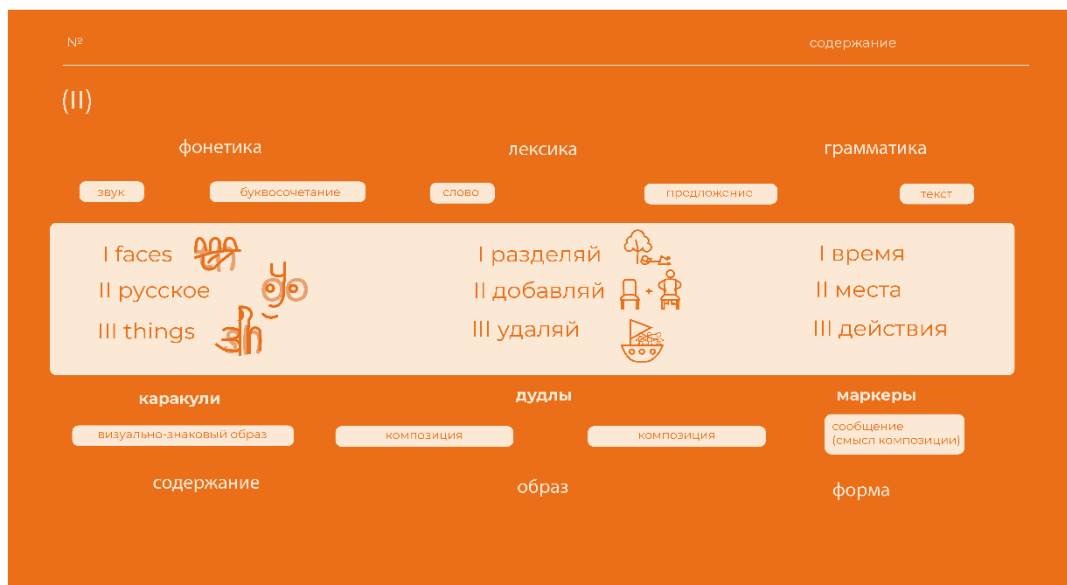 № содержание
(II)
фонетика лексика грамматика
звук буквосочетание слово предложение текст
I faces I разделяй I время
II русское II добавляй II места
III things III удаляй III действия
каракули дудлы маркеры
визуально-знаковый образ композиция композиция сообщение
(смысл композиции)
содержание образ форма